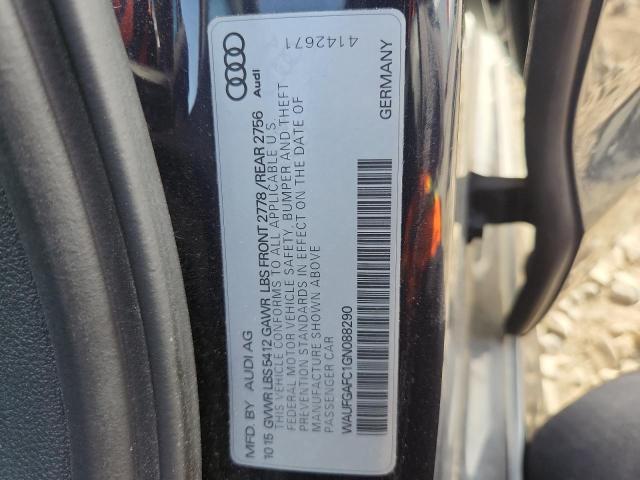 MFD. BY AUDI AG
10 15 GVWR LBS 5412 GAWR LBS FRONT 2778 /REAR 2756
THIS VEHICLE CONFORMS TO ALL APPLICABLE U.S.
FEDERAL MOTOR VEHICLE SAFETY, BUMPER AND THEFT
PREVENTION STANDARDS IN EFFECT ON THE DATE OF
MANUFACTURE SHOWN ABOVE
PASSENGER CAR
WAUFGAFC1GN088290
Audi
4142671
GERMANY